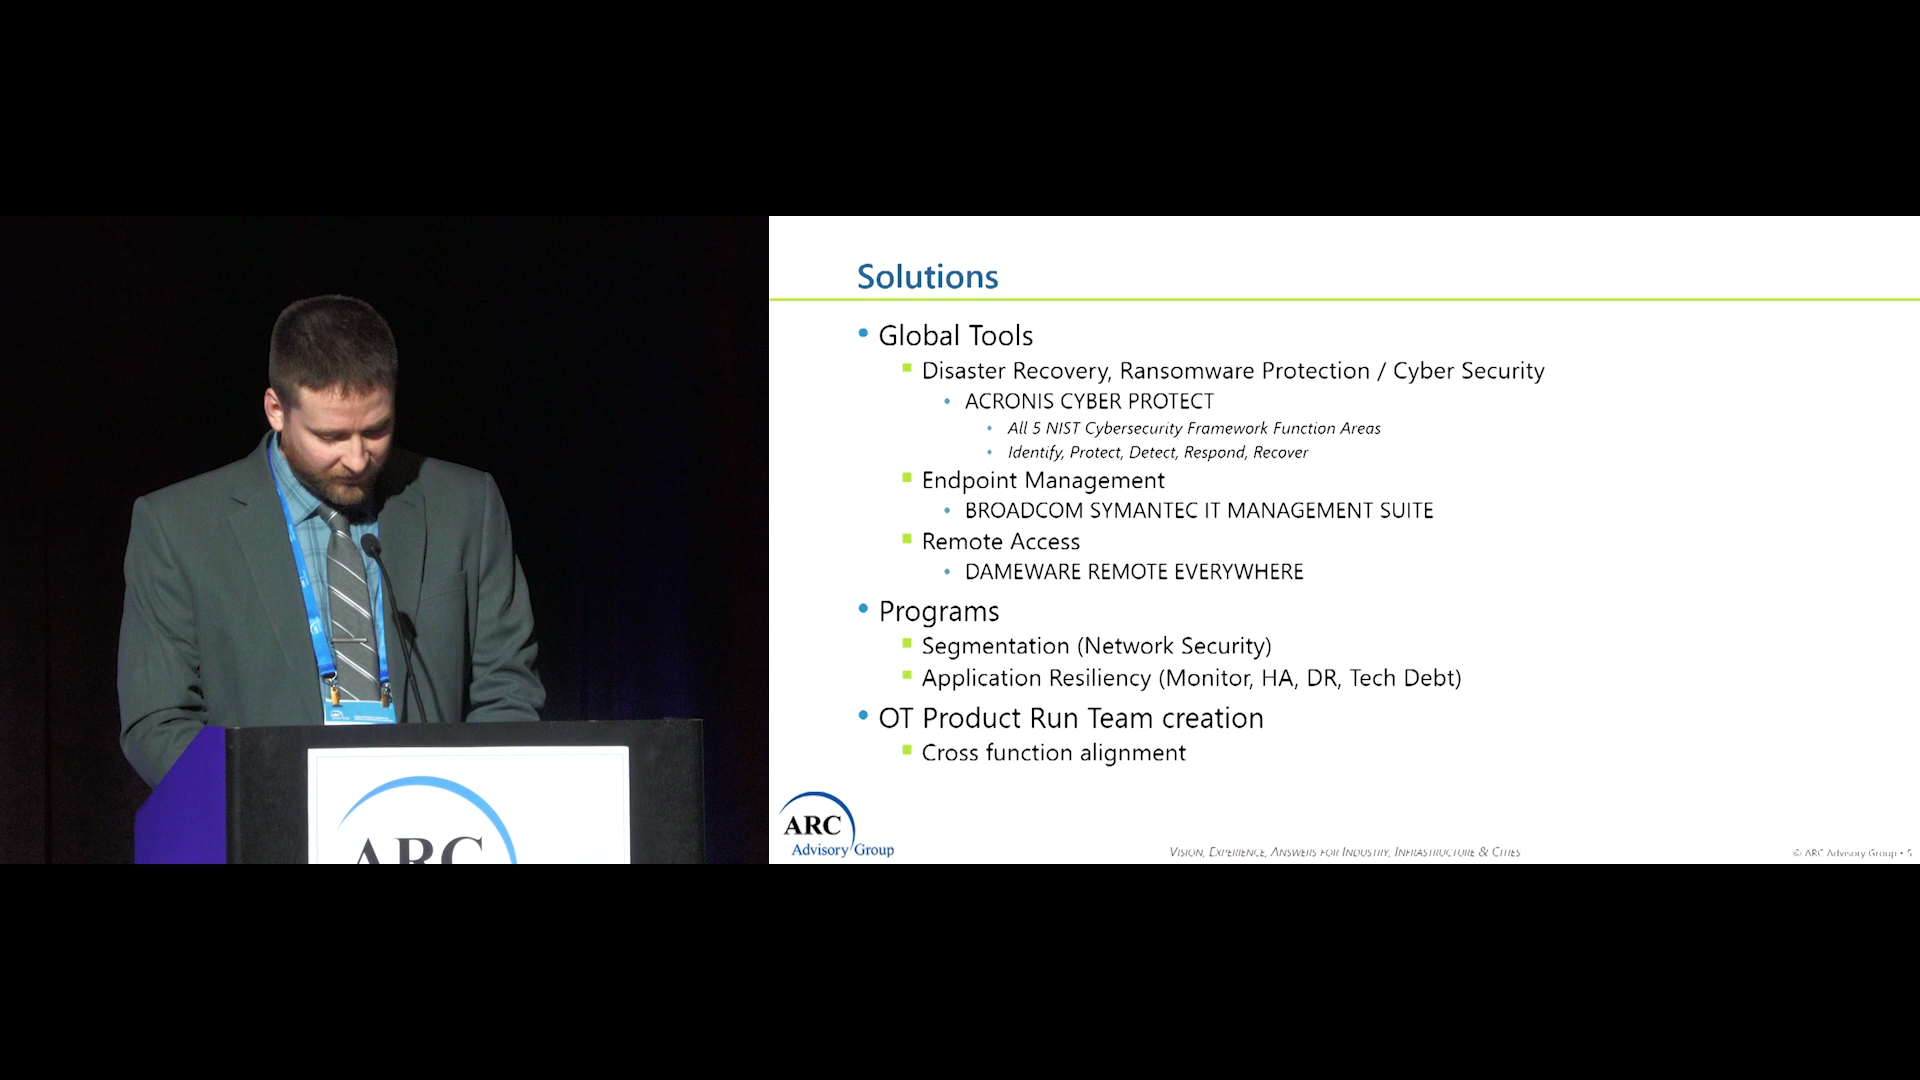 Solutions
Global Tools
Disaster Recovery, Ransomware Protection / Cyber Security
ACRONIS CYBER PROTECT
All 5 NIST Cybersecurity Framework Function Areas
Identify, Protect, Detect, Respond, Recover
Endpoint Management
BROADCOM SYMANTEC IT MANAGEMENT SUITE
Remote Access
DAMEWARE REMOTE EVERYWHERE
Programs
Segmentation (Network Security)
Application Resiliency (Monitor, HA, DR, Tech Debt)
OT Product Run Team creation
Cross function alignment
ARC
Advisory Group
VISION, EXPERIENCE, ANSWERS FOR INDUSTRY, INFRASTRUCTURE & CITIES
© ARC Advisory Group • 5
ARC
ARC